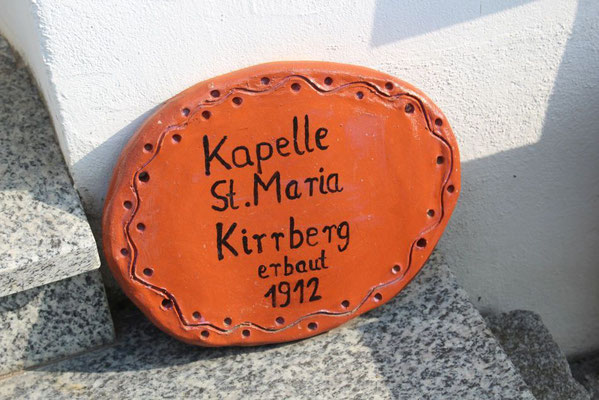 Kapelle
St. Maria
Kirrberg
erbaut
1912